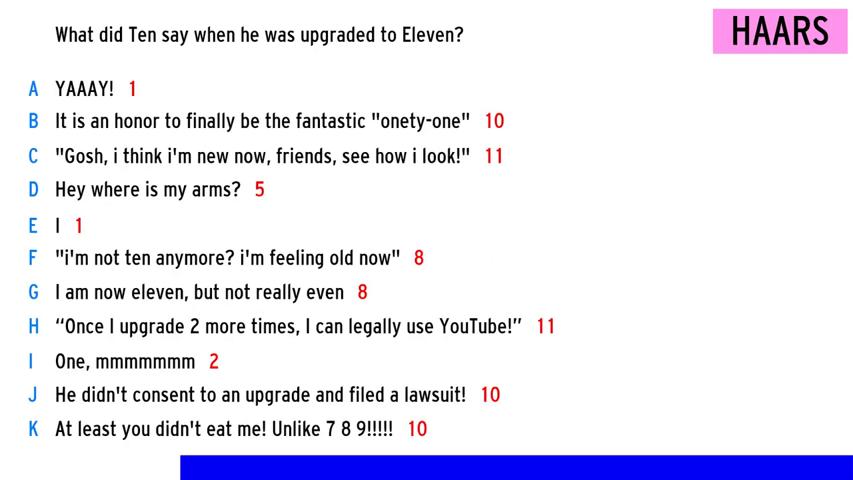 What did Ten say when he was upgraded to Eleven?
HAARS
A YAAAY! 1
B It is an honor to finally be the fantastic "onety-one" 10
C "Gosh, i think i'm new now, friends, see how i look!" 11
D Hey where is my arms? 5
E I 1
F "i'm not ten anymore? i'm feeling old now" 8
G I am now eleven, but not really even 8
H “Once I upgrade 2 more times, I can legally use YouTube!” 11
I One, mmmmmmm 2
J He didn't consent to an upgrade and filed a lawsuit! 10
K At least you didn't eat me! Unlike 7 8 9!!!!! 10